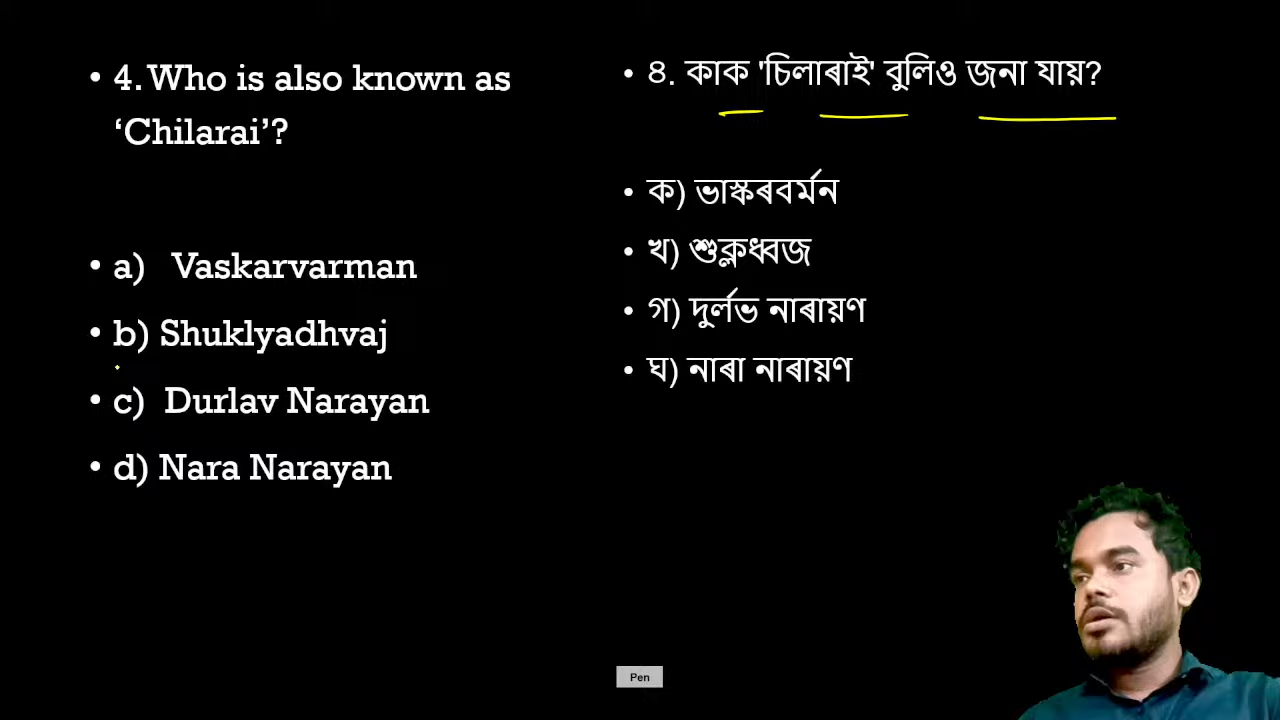 • 4. Who is also known as
‘Chilarai’?
• a) Vaskarvarman
• b) Shuklyadhvaj
• c) Durlav Narayan
• d) Nara Narayan
• ৪. কাক 'চিলাৰাই' বুলিও জনা যায়?
• ক) ভাস্কৰবৰ্মন
• খ) শুক্লধ্বজ
• গ) দুৰ্লভ নাৰায়ণ
• ঘ) নাৰা নাৰায়ণ
Pen